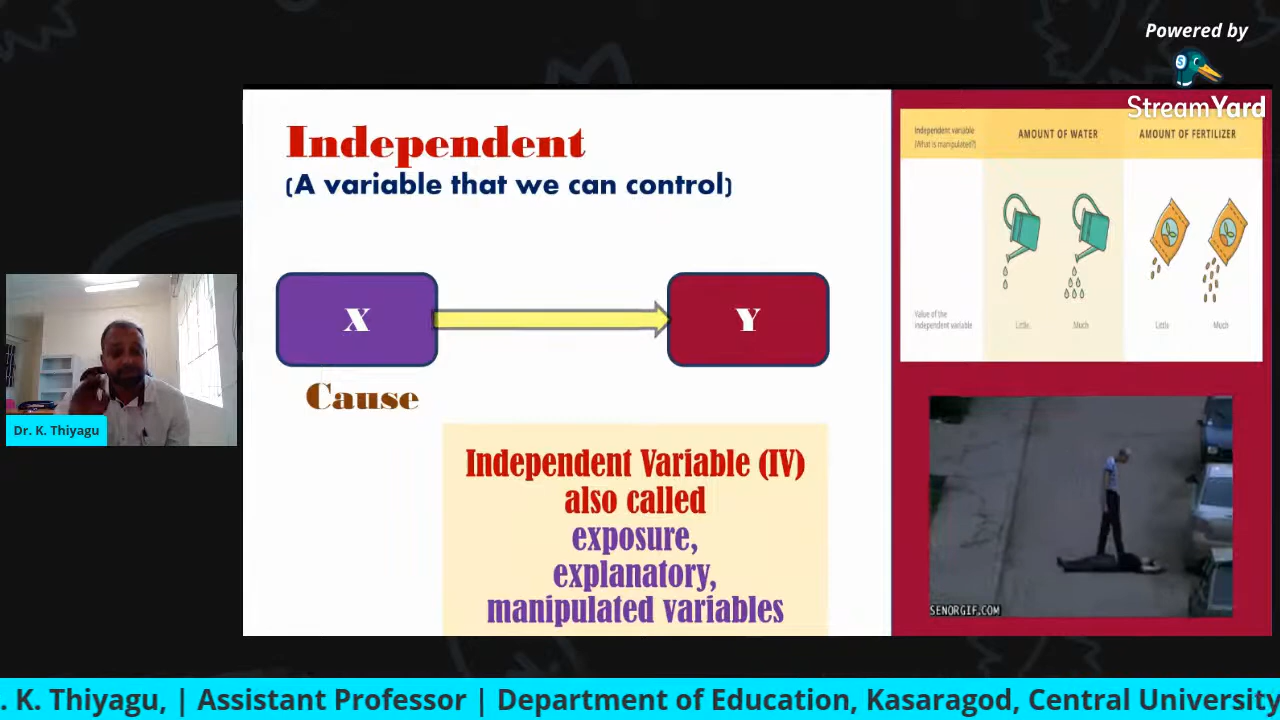 Powered by
StreamYard
Independent
(A variable that we can control)
X
Y
Cause
Independent Variable (IV)
also called
exposure,
explanatory,
manipulated variables
Independent variable
(What is manipulated?)
AMOUNT OF WATER
AMOUNT OF FERTILIZER
Value of the
independent variable
Little
Much
Little
Much
SENORGIF.COM
Dr. K. Thiyagu
. K. Thiyagu, | Assistant Professor | Department of Education, Kasaragod, Central University